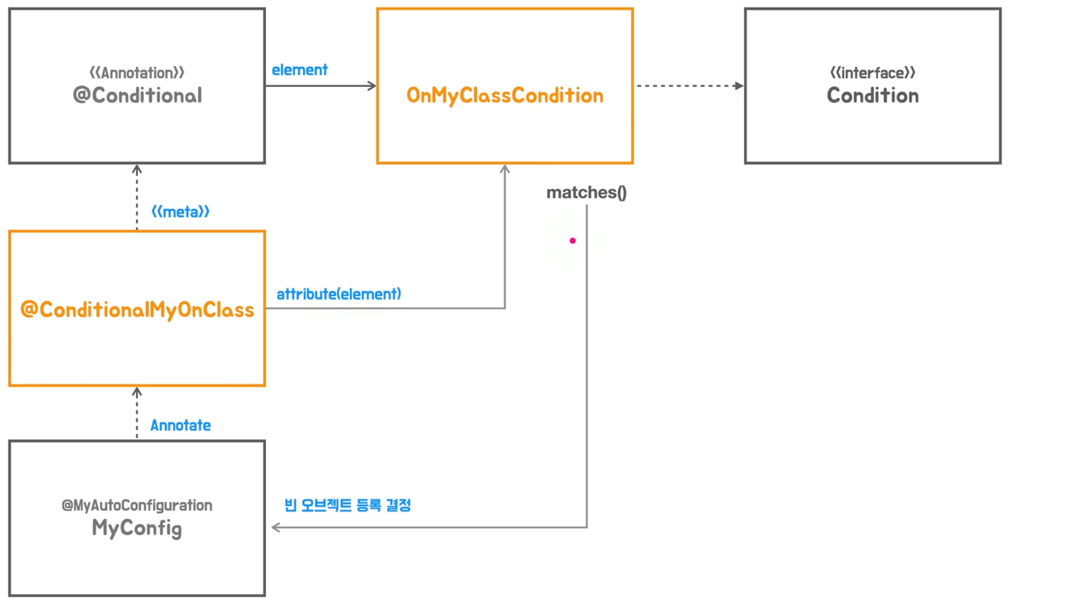 <<Annotation>>
@Conditional
element
OnMyClassCondition
<<interface>>
Condition
matches()
<<meta>>
@ConditionalMyOnClass
attribute(element)
Annotate
@MyAutoConfiguration
MyConfig
빈 오브젝트 등록 결정